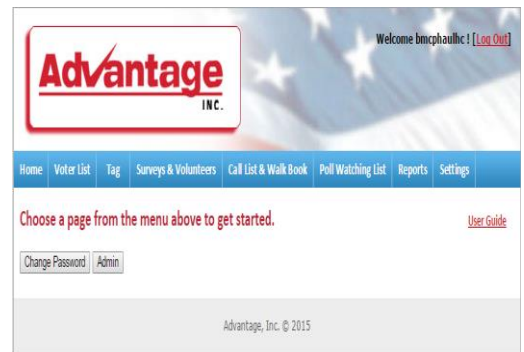 Welcome bmcphaulhc ! [Log Out]
Advantage
INC.
Home Voter List Tag Surveys & Volunteers Call List & Walk Book Poll Watching List Reports Settings
Choose a page from the menu above to get started.
User Guide
Change Password Admin
Advantage, Inc. © 2015